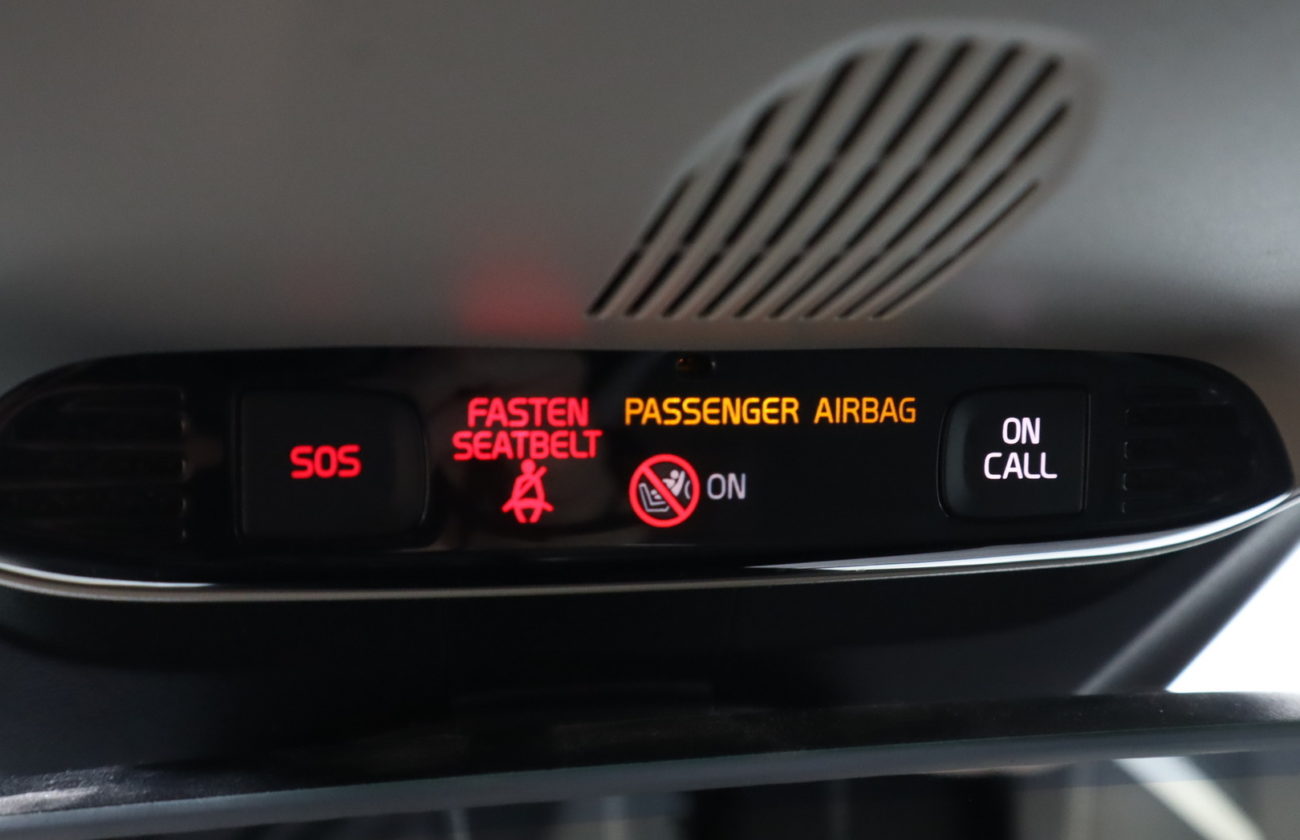 SOS
FASTEN
SEATBELT
PASSENGER AIRBAG
ON
ON
CALL